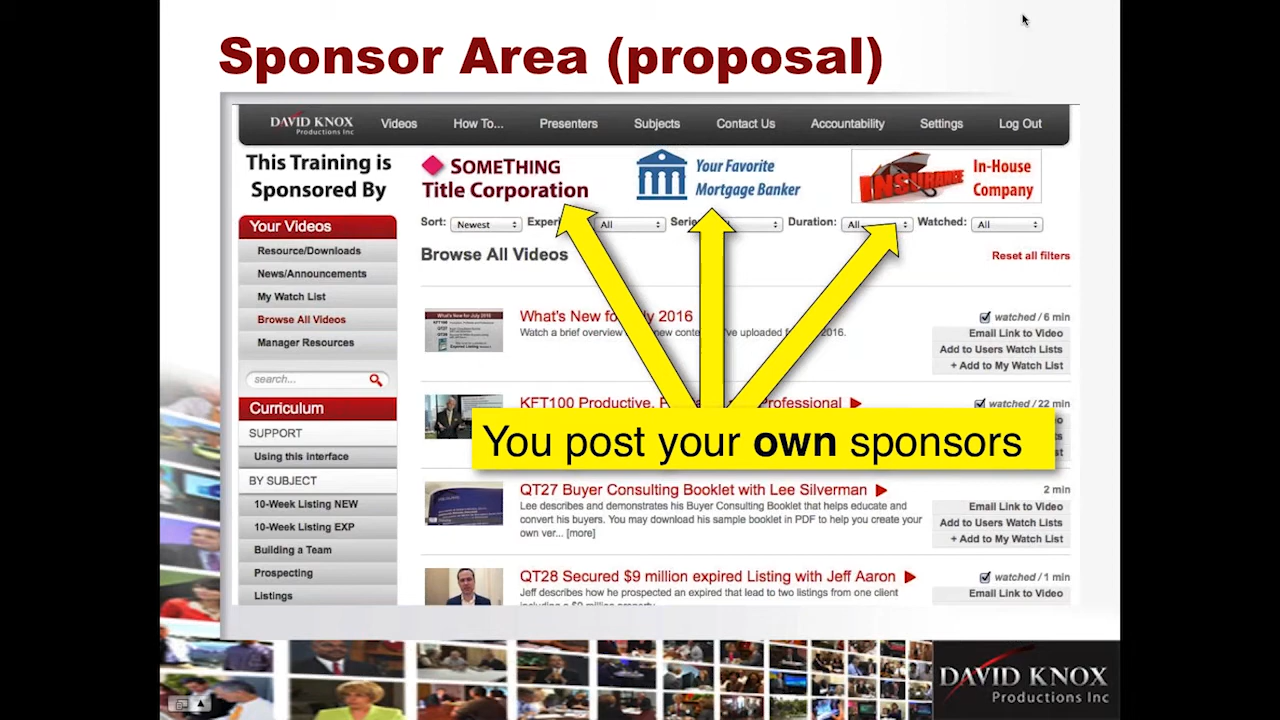 Sponsor Area (proposal)
DAVID KNOX
Productions Inc
Videos
How To...
Presenters
Subjects
Contact Us
Accountability
Settings
Log Out
This Training is
Sponsored By
SOMETHING
Title Corporation
Your Favorite
Mortgage Banker
INSURANCE
In-House
Company
Sort: Newest
All
Duration: All
Watched: All
Your Videos
Resource/Downloads
News/Announcements
My Watch List
Browse All Videos
Manager Resources
search...
Curriculum
SUPPORT
Using this interface
BY SUBJECT
10-Week Listing NEW
10-Week Listing EXP
Building a Team
Prospecting
Listings
Browse All Videos
Reset all filters
What's New for July 2016
Watch a brief overview new 2016.
watched / 6 min
Email Link to Video
Add to Users Watch Lists
+ Add to My Watch List
KFT100 Productive, Professional
watched / 22 min
You post your own sponsors
QT27 Buyer Consulting Booklet with Lee Silverman
Lee describes and demonstrates his Buyer Consulting Booklet that helps educate and
convert his buyers. You may download his sample booklet in PDF to help you create your
own ver... [more]
2 min
Email Link to Video
Add to Users Watch Lists
+ Add to My Watch List
QT28 Secured $9 million expired Listing with Jeff Aaron
Jeff describes how he prospected an expired that lead to two listings from one client
watched / 1 min
Email Link to Video
DAVID KNOX
Productions Inc